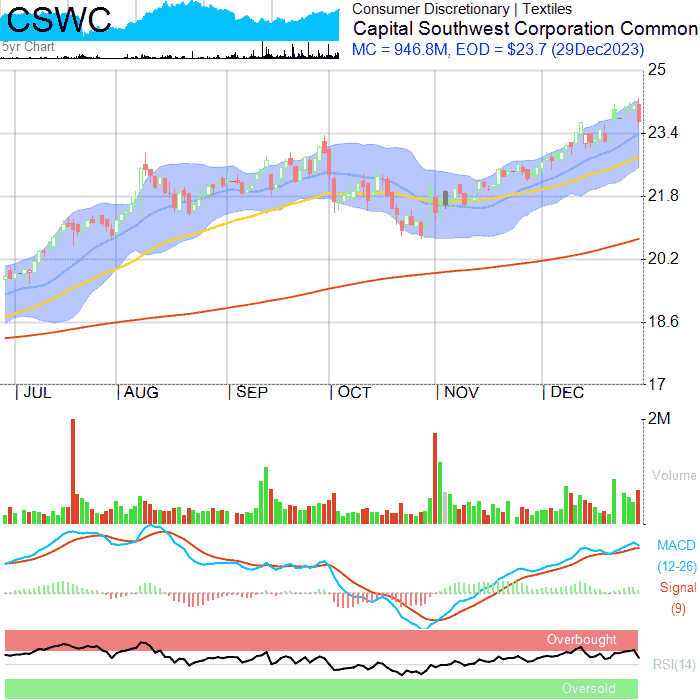 CSWC
5yr Chart
Consumer Discretionary | Textiles
Capital Southwest Corporation Common
MC = 946.8M, EOD = $23.7 (29Dec2023)
25
23.4
21.8
20.2
18.6
17
JUL
AUG
SEP
OCT
NOV
DEC
2M
Volume
MACD
(12-26)
Signal
(9)
Overbought
RSI(14)
Oversold